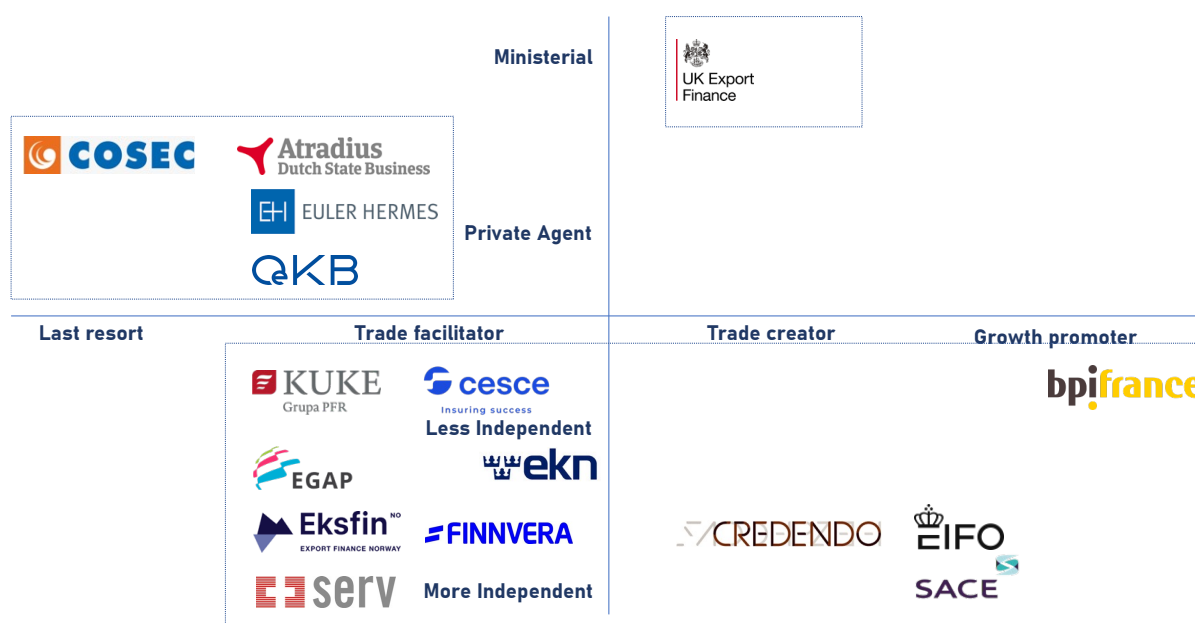 Ministerial
UK Export
Finance
COSEC
Atradius
Dutch State Business
EH EULER HERMES
Private Agent
OeKB
Last resort
Trade facilitator
Trade creator
Growth promoter
KUKE
Grupa PFR
cesce
Insuring success
bpifrance
Less Independent
EGAP
ekn
Eksfin NO
EXPORT FINANCE NORWAY
FINNVERA
CREDENDO
EIFO
SACE
serv
More Independent